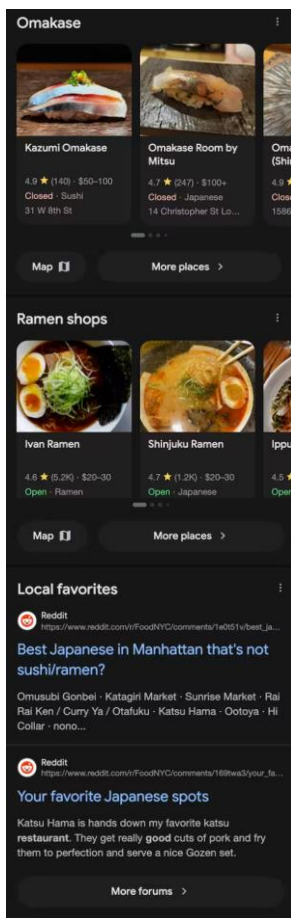 Omakase
Kazumi Omakase
4.9 ★ (140) · $50–100
Closed · Sushi
31 W 8th St
Omakase Room by
Mitsu
4.7 ★ (247) · $100+
Closed · Japanese
14 Christopher St Lo...
Oma
(Shi
4.9 ★
Close
1586
Map
More places >
Ramen shops
Ivan Ramen
4.6 ★ (5.2K) · $20–30
Open · Ramen
Shinjuku Ramen
4.7 ★ (1.2K) · $20–30
Open · Japanese
Ippu
4.5 ★
Open
Map
More places >
Local favorites
Reddit
https://www.reddit.com/r/FoodNYC/comments/1e0t51v/best_ja...
Best Japanese in Manhattan that's not
sushi/ramen?
Omusubi Gonbei · Katagiri Market · Sunrise Market · Rai
Rai Ken / Curry Ya / Otafuku · Katsu Hama · Ootoya · Hi
Collar · nono...
Reddit
https://www.reddit.com/r/FoodNYC/comments/169twa3/your_fa...
Your favorite Japanese spots
Katsu Hama is hands down my favorite katsu
restaurant. They get really good cuts of pork and fry
them to perfection and serve a nice Gozen set.
More forums >